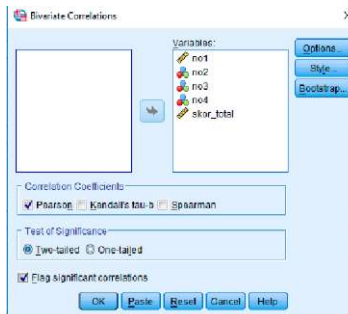 Bivariate Correlations
X
Variables:
no1
no2
no3
no4
skor_total
Options...
Style...
Bootstrap...
Correlation Coefficients
Pearson Kendall's tau-b Spearman
Test of Significance
Two-tailed One-tailed
Flag significant correlations
OK Paste Reset Cancel Help